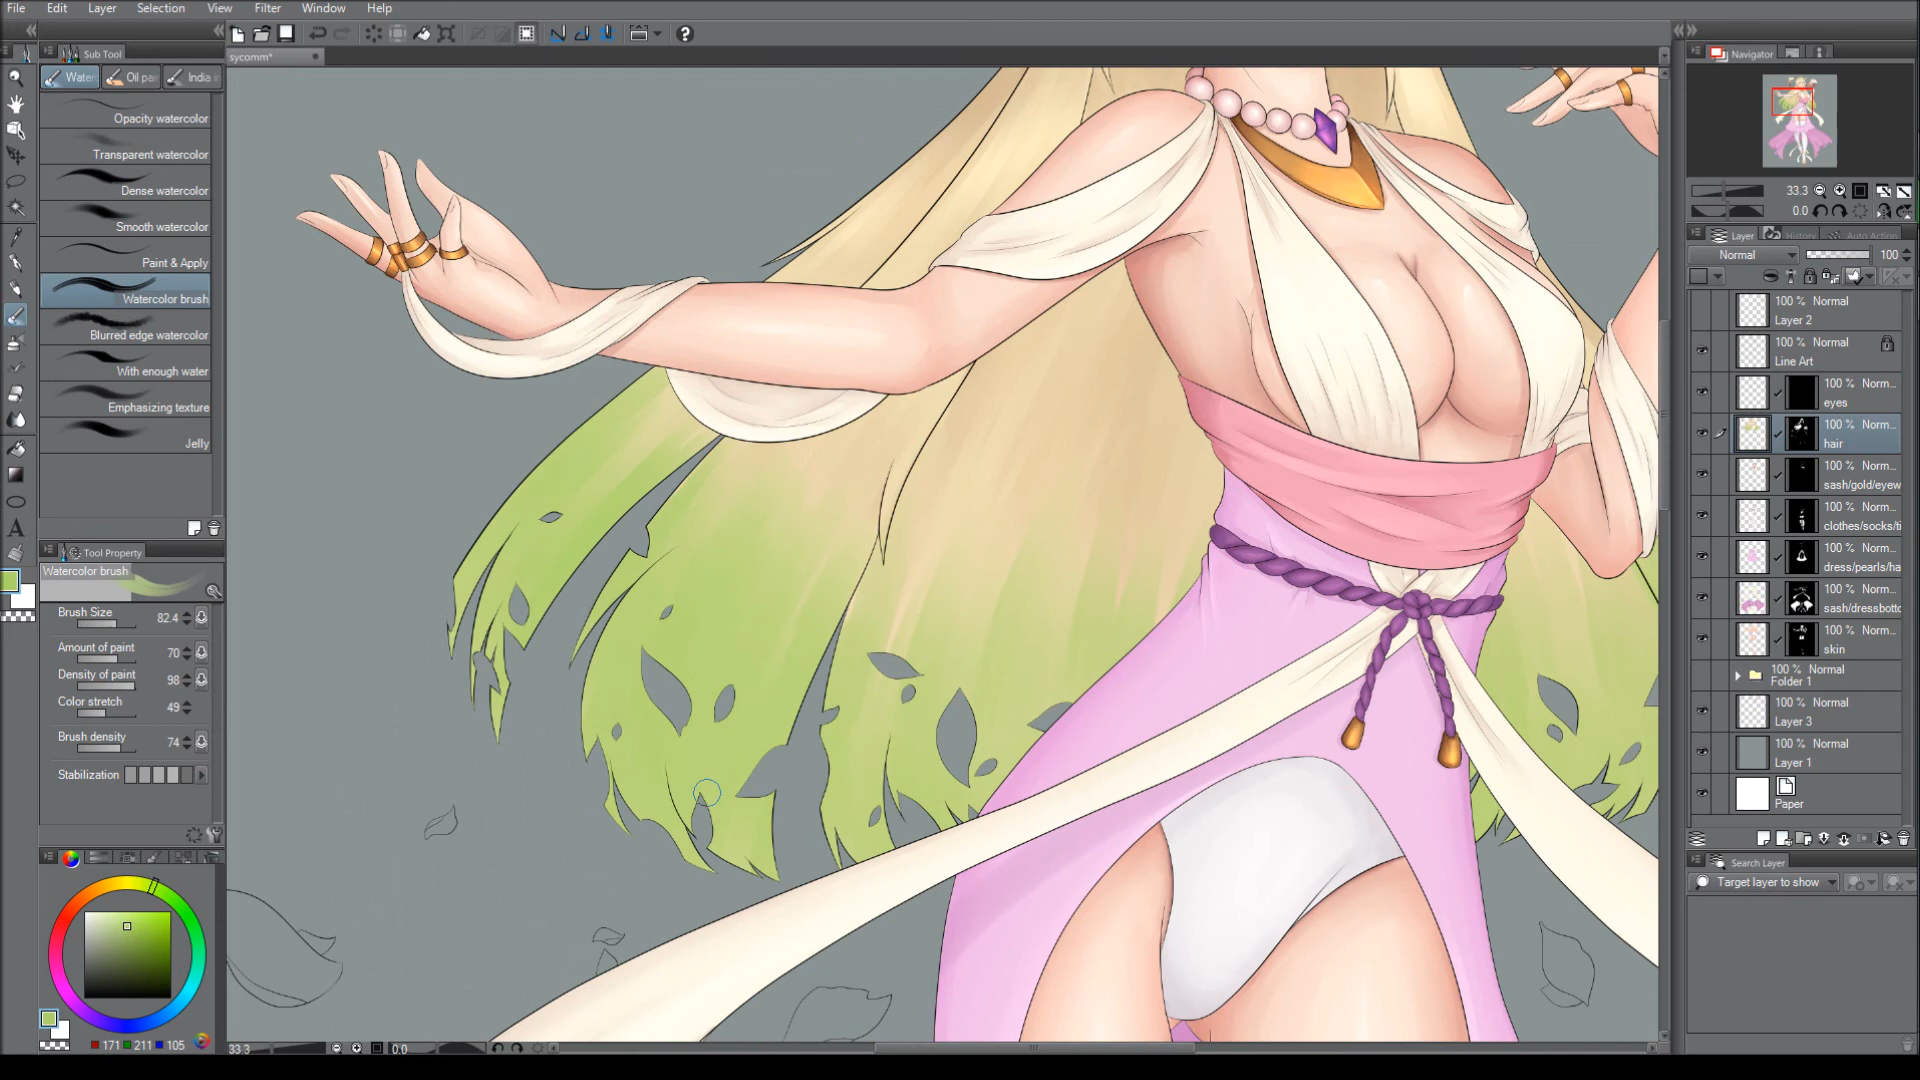 File Edit Layer Selection View Filter Window Help
Sub Tool
sycomm*
Navigator
Oil pai
Opacity watercolor
Transparent watercolor
Dense watercolor
Smooth watercolor
Paint & Apply
Watercolor brush
Blurred edge watercolor
With enough water
Emphasizing texture
Jelly
Tool Property
Watercolor brush
Brush Size 82.4
Amount of paint 70
Density of paint 98
Color stretch 49
Brush density 74
Stabilization
171 211 105
33.3 0.0
33.3
0.0
Layer History Auto Action
Normal 100
100 % Normal
Layer 2
100 % Normal
Line Art
100 % Norm...
eyes
100 % Norm...
hair
100 % Norm...
sash/gold/eyew
100 % Norm...
clothes/socks/ti
100 % Norm...
dress/pearls/ha
100 % Norm...
sash/dressbotto
100 % Norm...
skin
100 % Normal
Folder 1
100 % Normal
Layer 3
100 % Normal
Layer 1
Paper
Search Layer
Target layer to show